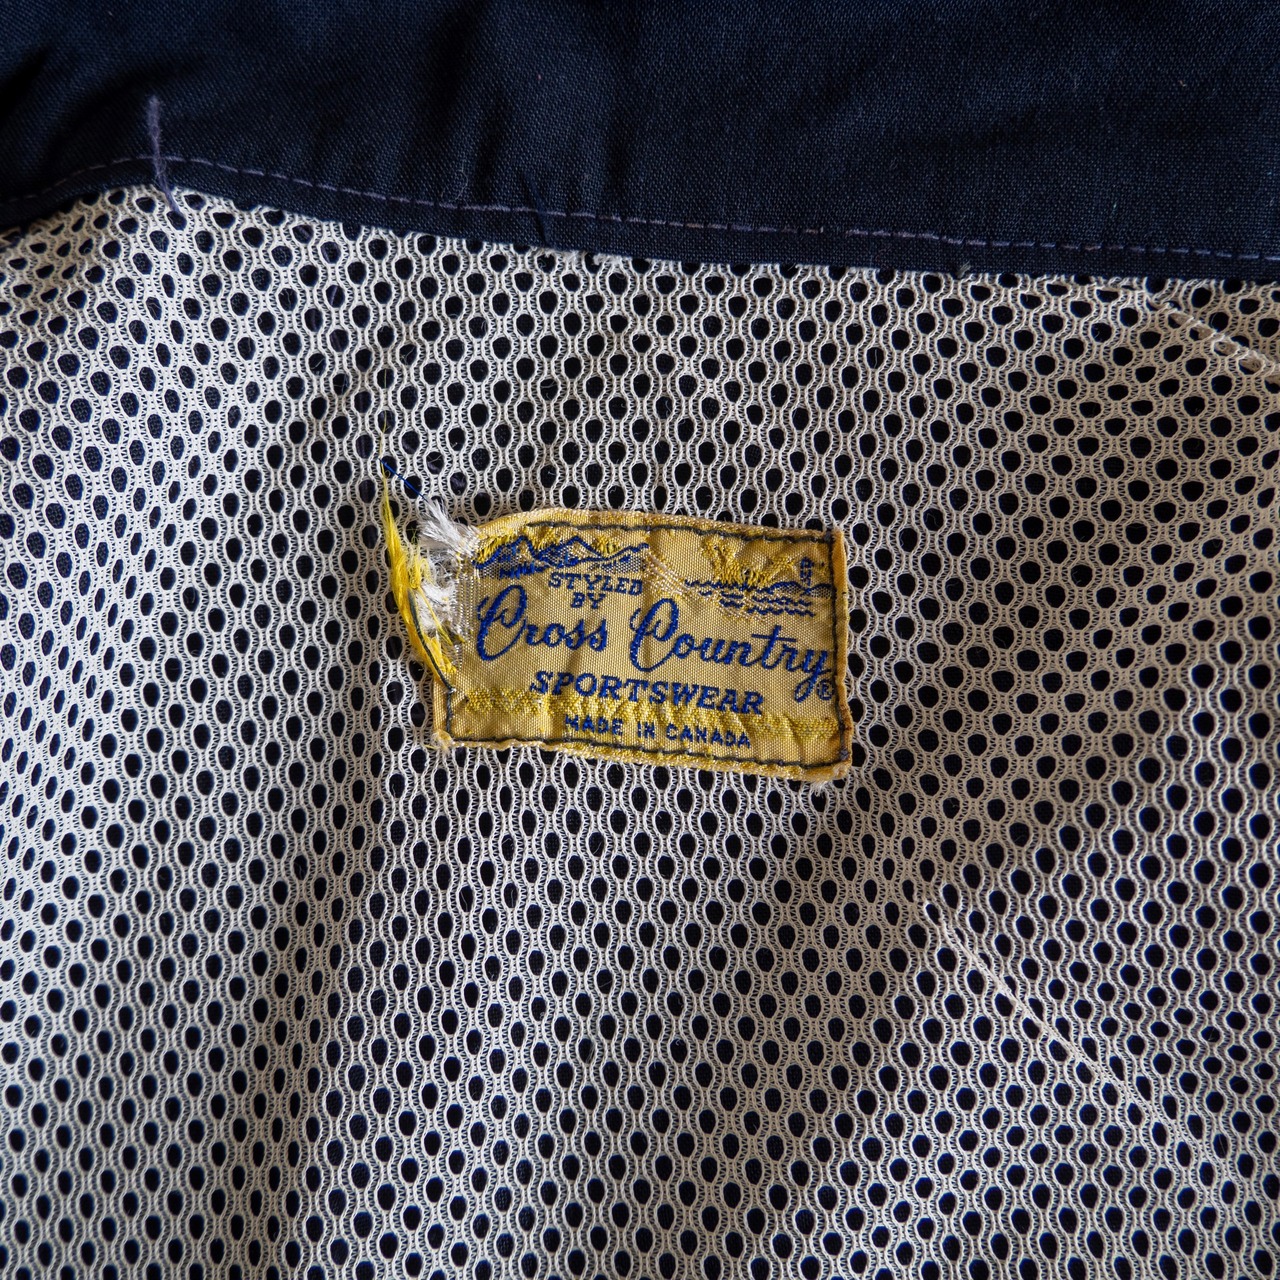 STYLED
BY
Cross Country®
SPORTSWEAR
MADE IN CANADA